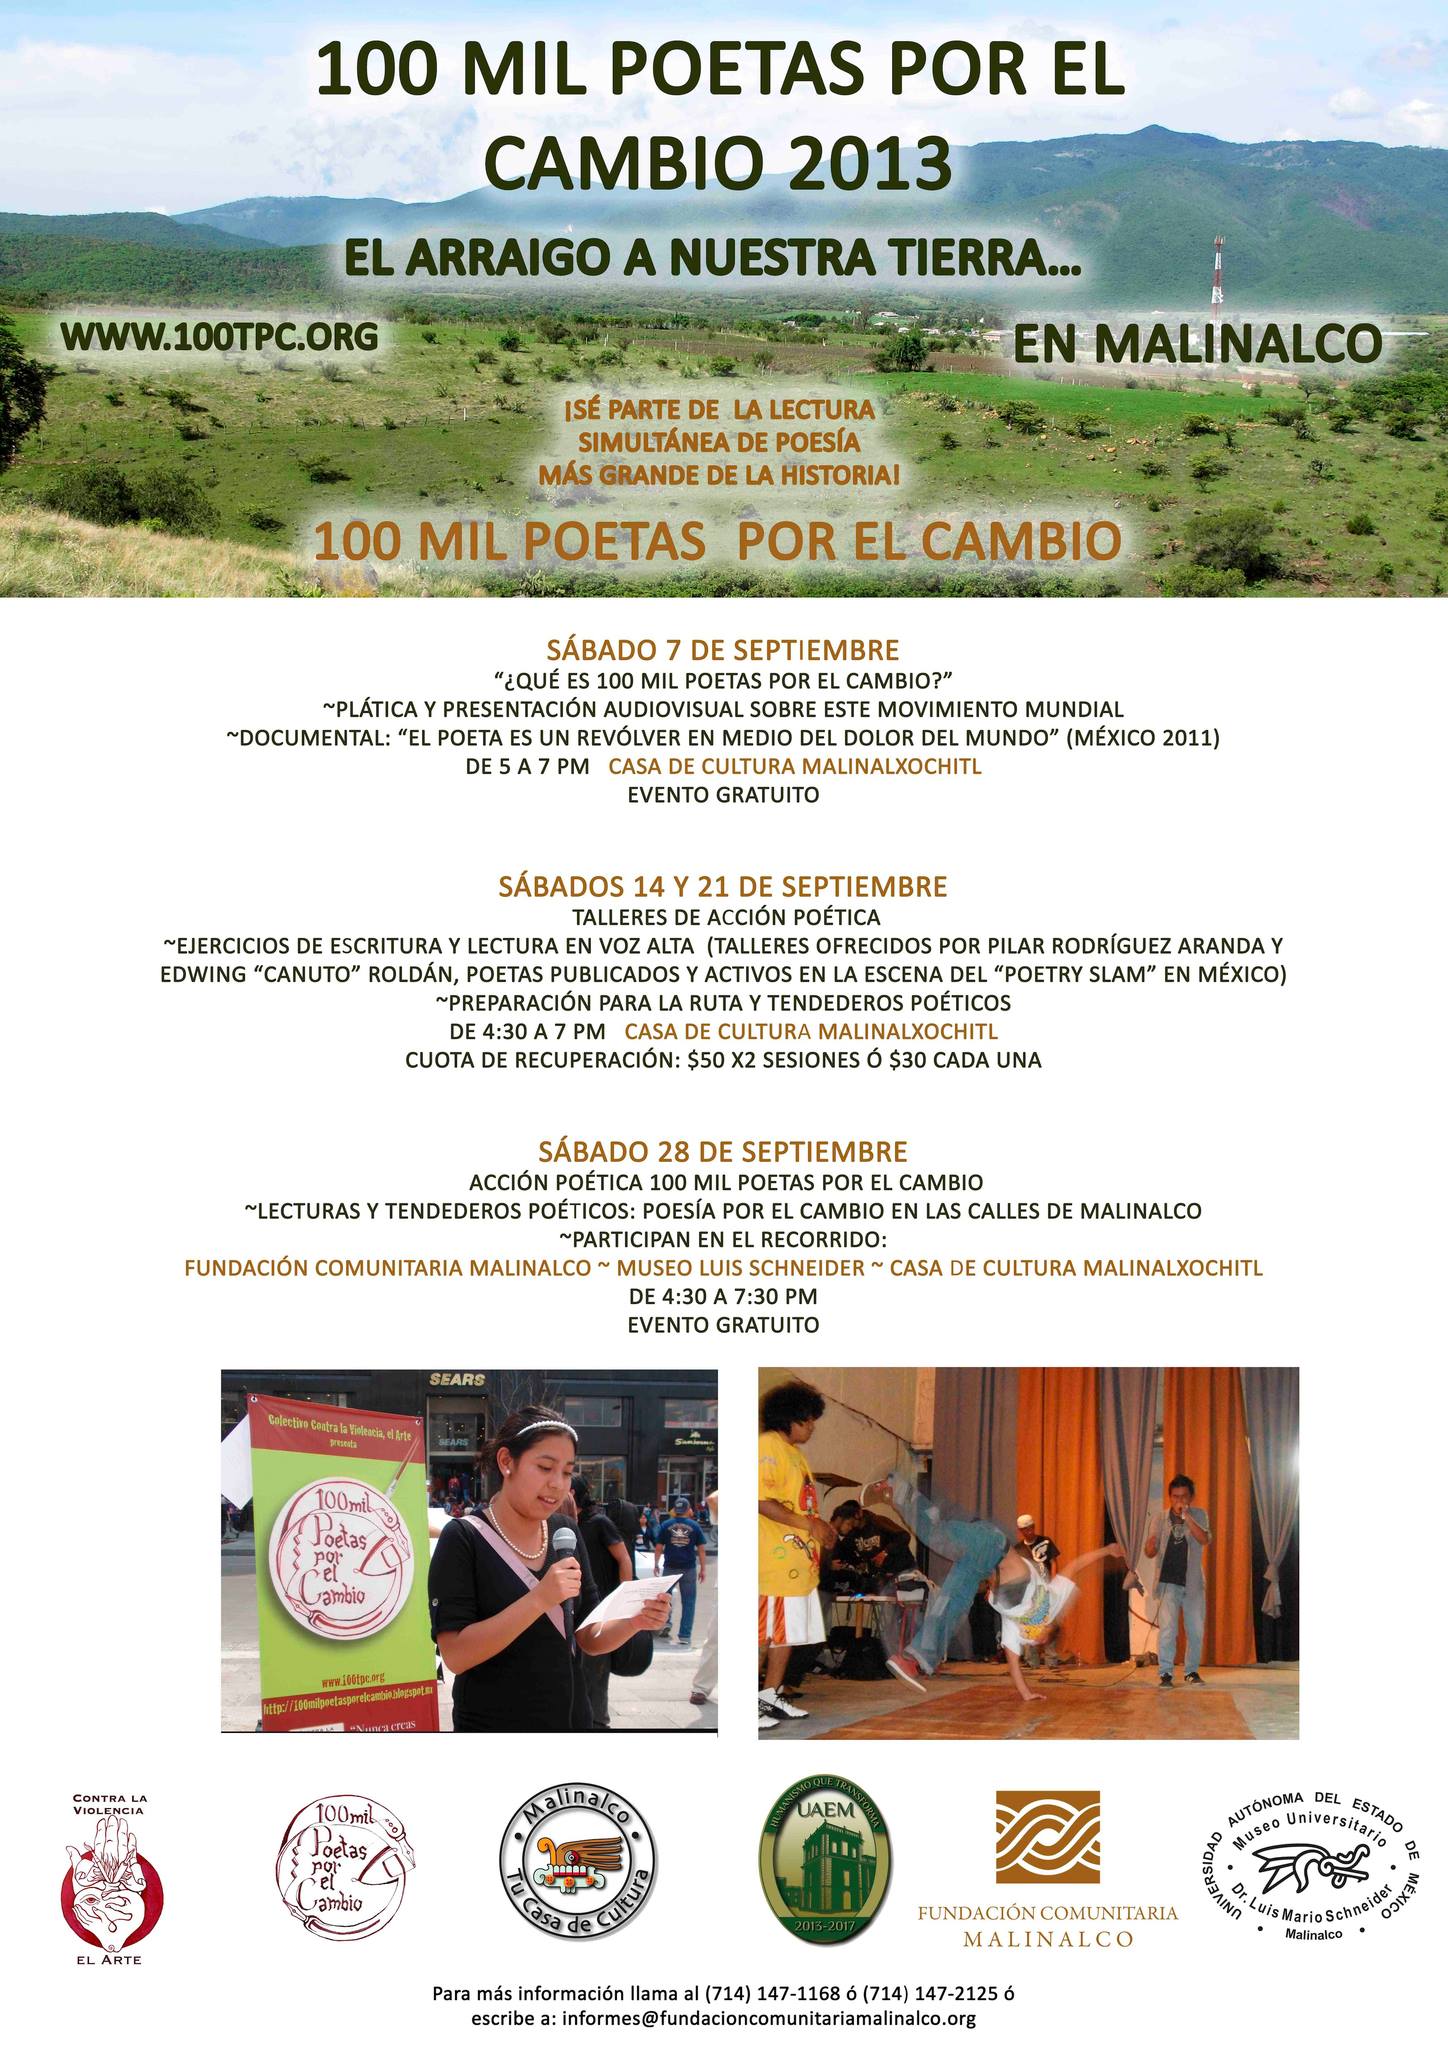 100 MIL POETAS POR EL
CAMBIO 2013
EL ARRAIGO A NUESTRA TIERRA...
WWW.100TPC.ORG
EN MALINALCO
¡SÉ PARTE DE LA LECTURA
SIMULTÁNEA DE POESÍA
MÁS GRANDE DE LA HISTORIA!
100 MIL POETAS POR EL CAMBIO
SÁBADO 7 DE SEPTIEMBRE
“¿QUÉ ES 100 MIL POETAS POR EL CAMBIO?”
~PLÁTICA Y PRESENTACIÓN AUDIOVISUAL SOBRE ESTE MOVIMIENTO MUNDIAL
~DOCUMENTAL: “EL POETA ES UN REVÓLVER EN MEDIO DEL DOLOR DEL MUNDO” (MÉXICO 2011)
DE 5 A 7 PM CASA DE CULTURA MALINALXOCHITL
EVENTO GRATUITO
SÁBADOS 14 Y 21 DE SEPTIEMBRE
TALLERES DE ACCIÓN POÉTICA
~EJERCICIOS DE ESCRITURA Y LECTURA EN VOZ ALTA (TALLERES OFRECIDOS POR PILAR RODRÍGUEZ ARANDA Y
EDWING “CANUTO” ROLDÁN, POETAS PUBLICADOS Y ACTIVOS EN LA ESCENA DEL “POETRY SLAM” EN MÉXICO)
~PREPARACIÓN PARA LA RUTA Y TENDEDEROS POÉTICOS
DE 4:30 A 7 PM CASA DE CULTURA MALINALXOCHITL
CUOTA DE RECUPERACIÓN: $50 X2 SESIONES Ó $30 CADA UNA
SÁBADO 28 DE SEPTIEMBRE
ACCIÓN POÉTICA 100 MIL POETAS POR EL CAMBIO
~LECTURAS Y TENDEDEROS POÉTICOS: POESÍA POR EL CAMBIO EN LAS CALLES DE MALINALCO
~PARTICIPAN EN EL RECORRIDO:
FUNDACIÓN COMUNITARIA MALINALCO ~ MUSEO LUIS SCHNEIDER ~ CASA DE CULTURA MALINALXOCHITL
DE 4:30 A 7:30 PM
EVENTO GRATUITO
SEARS
SEARS
Colectivo Contra la Violencia, el Arte
presenta
100mil
Poetas
por
el
Cambio
www.100tpc.org
http://100milpoetasporelcambio.blogspot.mx
“Nunca creas
CONTRA LA
VIOLENCIA
EL ARTE
100mil
Poetas
por
el
Cambio
Malinalco
Tu Casa de Cultura
HUMANISMO QUE TRANSFORMA
UAEM
2013-2017
FUNDACIÓN COMUNITARIA
MALINALCO
UNIVERSIDAD AUTÓNOMA DEL ESTADO DE MÉXICO
Museo Universitario
Dr. Luis Mario Schneider
Malinalco
Para más información llama al (714) 147-1168 ó (714) 147-2125 ó
escribe a: informes@fundacioncomunitariamalinalco.org